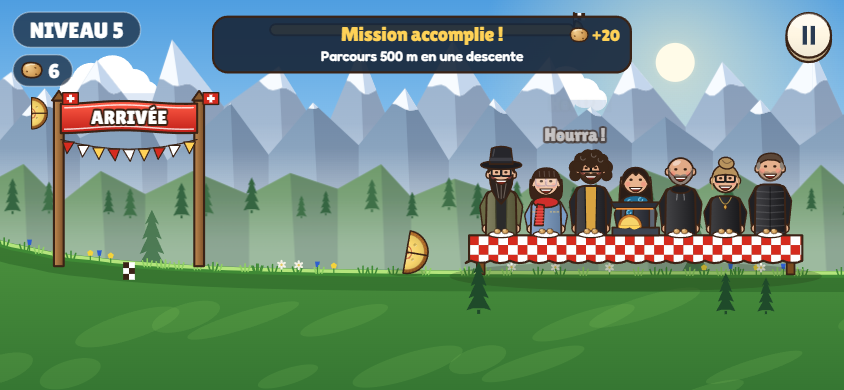 NIVEAU 5
6
Mission accomplie !
+20
Parcours 500 m en une descente
ARRIVÉE
Hourra !